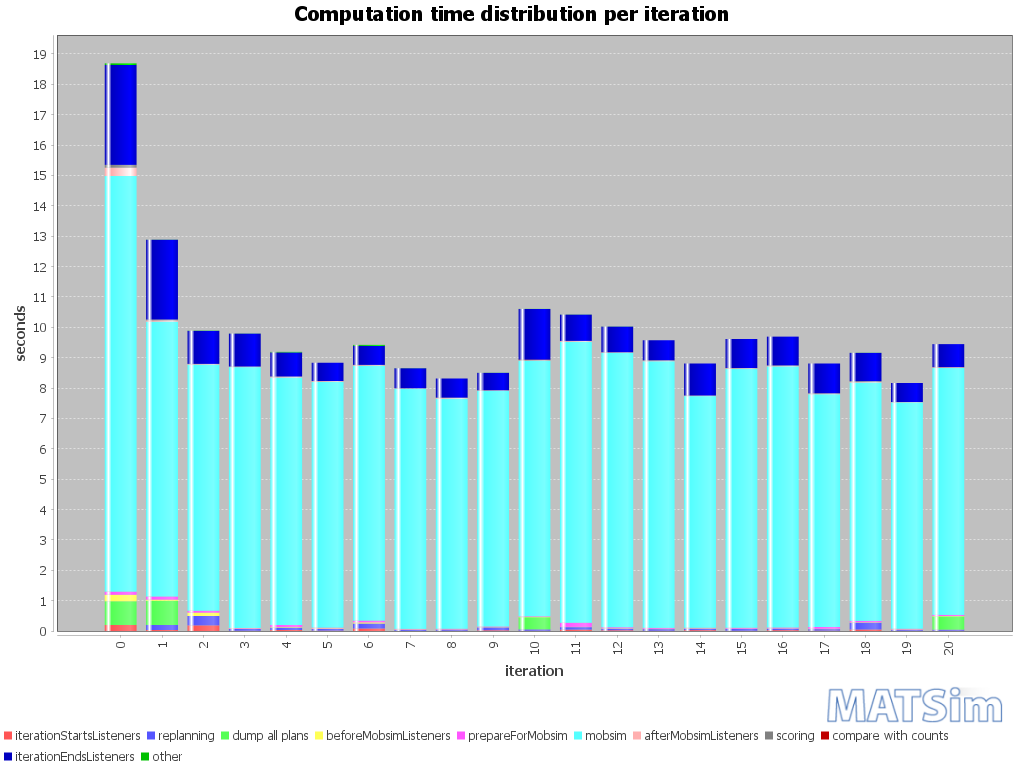 Computation time distribution per iteration
19
18
17
16
15
14
13
12
11
10
9
8
7
6
5
4
3
2
1
0
seconds
0 1 2 3 4 5 6 7 8 9 10 11 12 13 14 15 16 17 18 19 20
iteration
MATSim
iterationStartsListeners replanning dump all plans beforeMobsimListeners prepareForMobsim mobsim afterMobsimListeners scoring compare with counts
iterationEndsListeners other